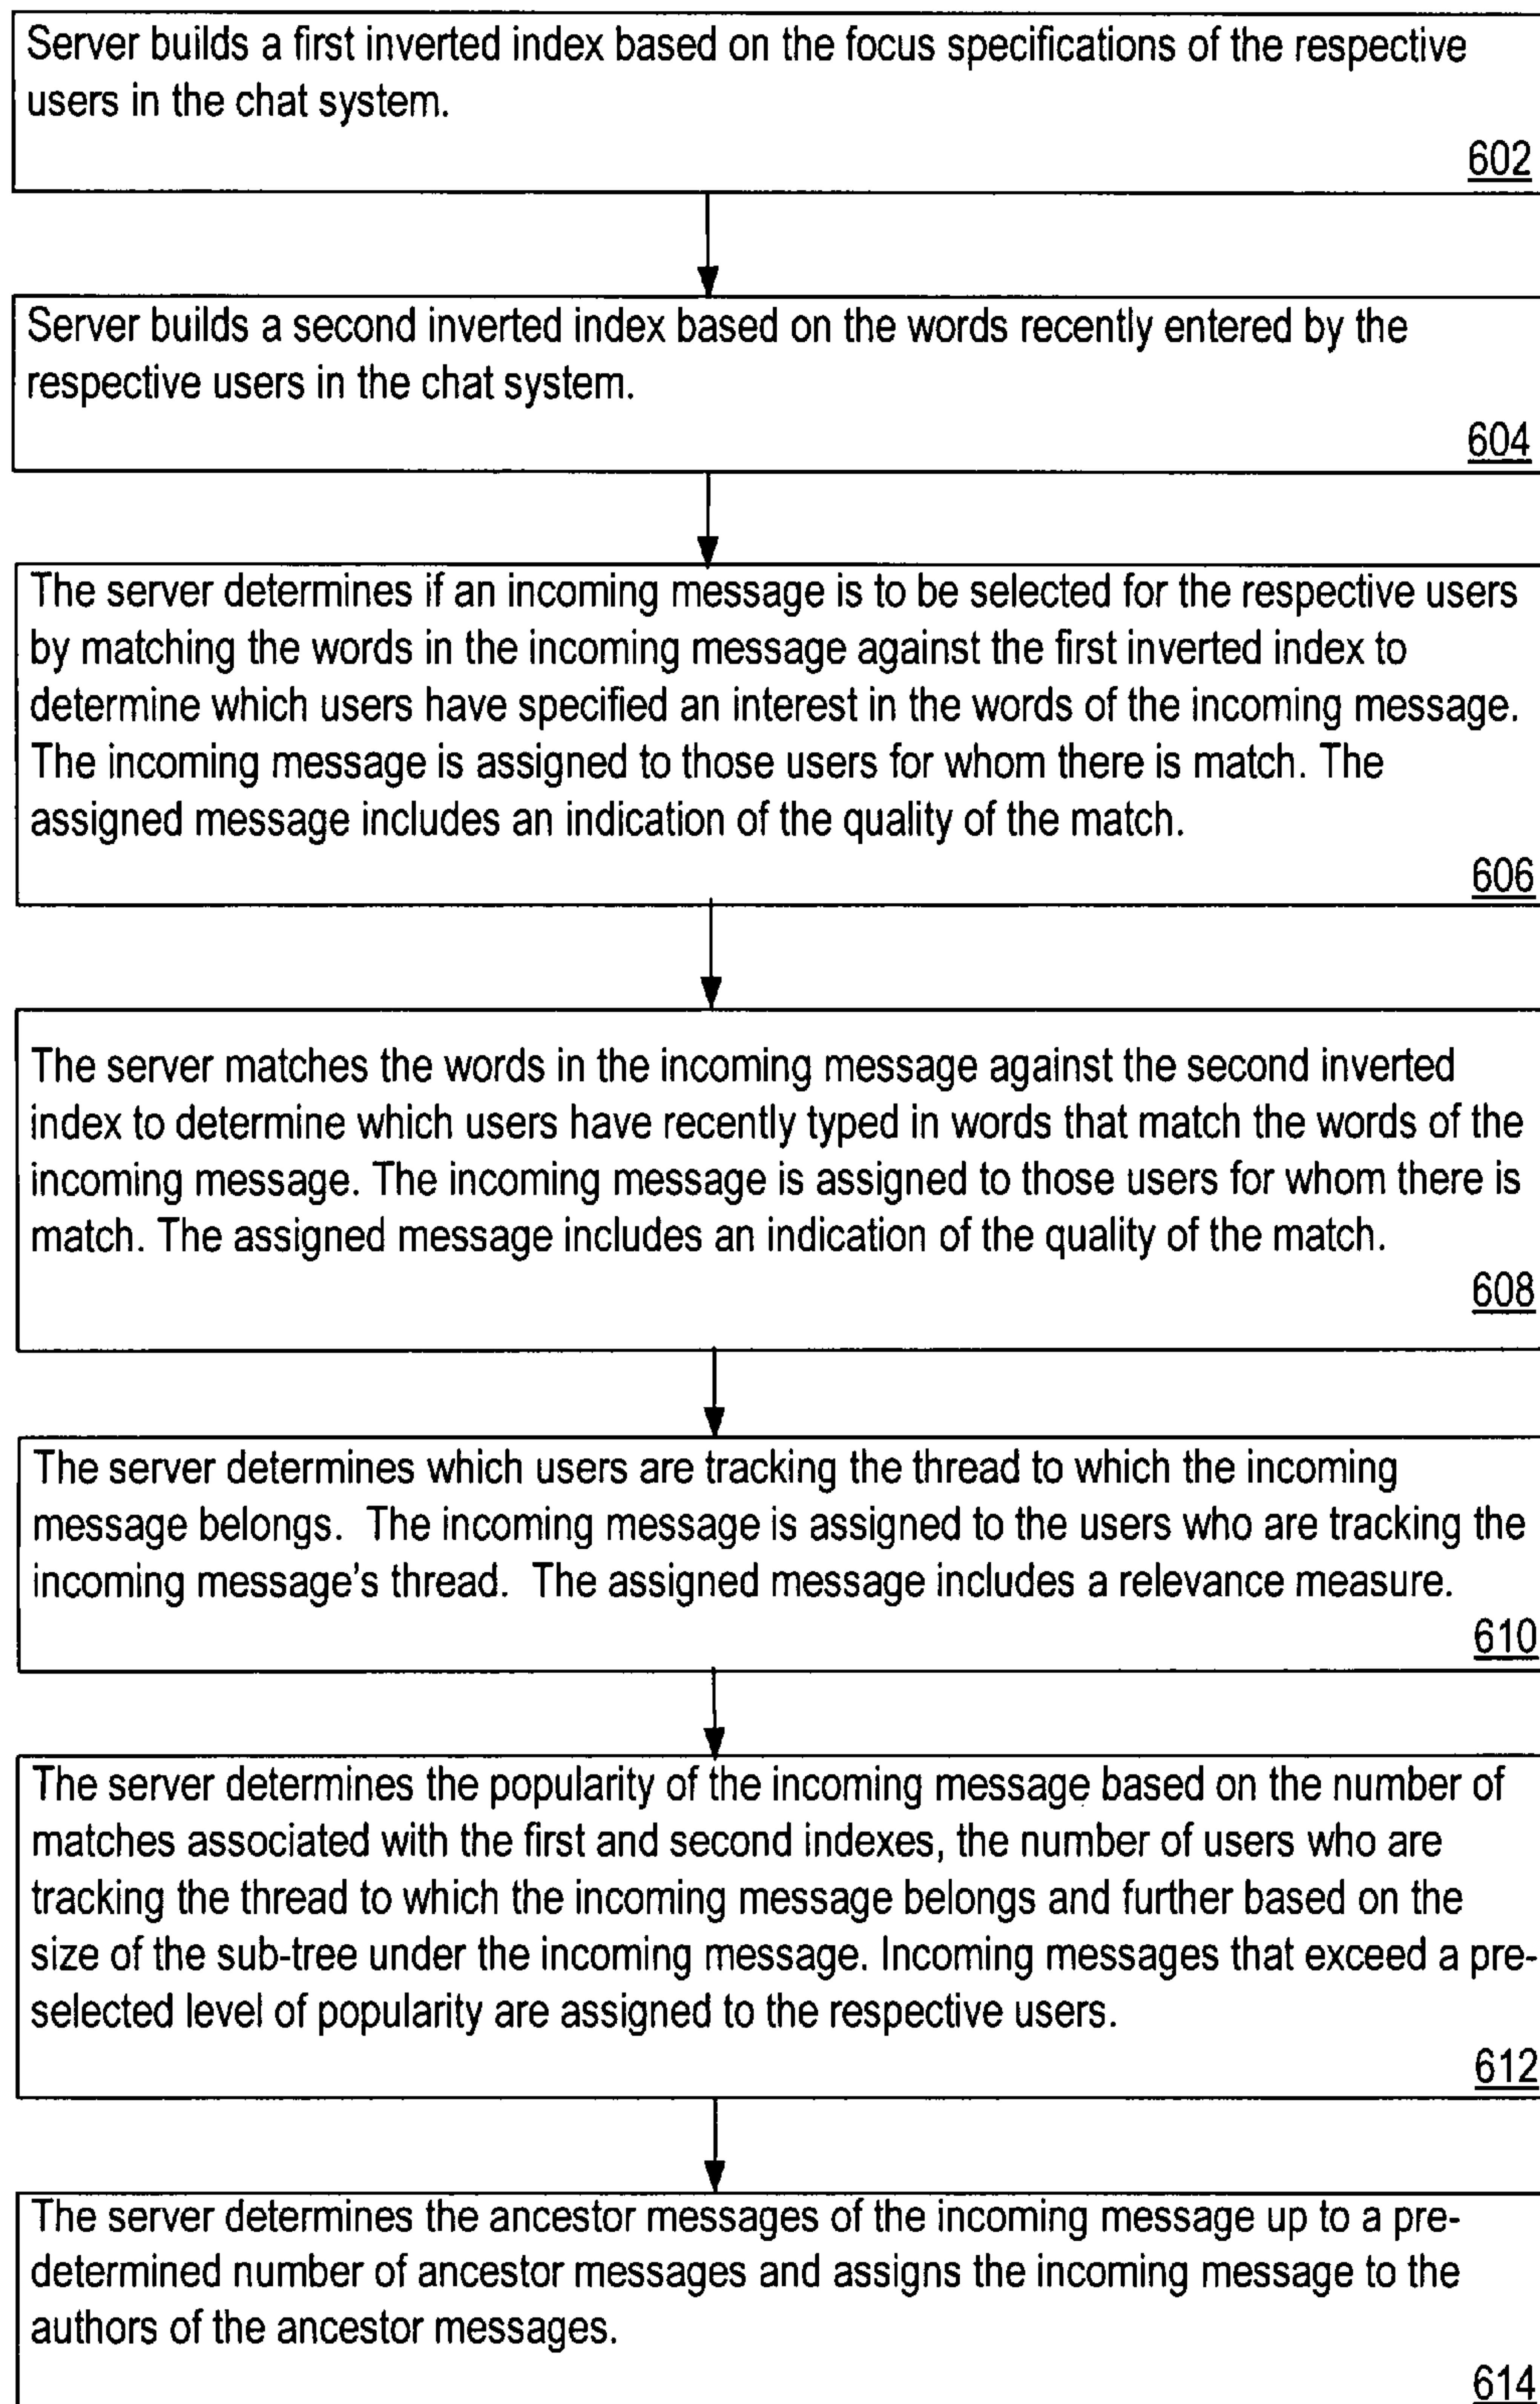 Server builds a first inverted index based on the focus specifications of the respective
users in the chat system.
602
Server builds a second inverted index based on the words recently entered by the
respective users in the chat system.
604
The server determines if an incoming message is to be selected for the respective users
by matching the words in the incoming message against the first inverted index to
determine which users have specified an interest in the words of the incoming message.
The incoming message is assigned to those users for whom there is match. The
assigned message includes an indication of the quality of the match.
606
The server matches the words in the incoming message against the second inverted
index to determine which users have recently typed in words that match the words of the
incoming message. The incoming message is assigned to those users for whom there is
match. The assigned message includes an indication of the quality of the match.
608
The server determines which users are tracking the thread to which the incoming
message belongs. The incoming message is assigned to the users who are tracking the
incoming message's thread. The assigned message includes a relevance measure.
610
The server determines the popularity of the incoming message based on the number of
matches associated with the first and second indexes, the number of users who are
tracking the thread to which the incoming message belongs and further based on the
size of the sub-tree under the incoming message. Incoming messages that exceed a pre-
selected level of popularity are assigned to the respective users.
612
The server determines the ancestor messages of the incoming message up to a pre-
determined number of ancestor messages and assigns the incoming message to the
authors of the ancestor messages.
614